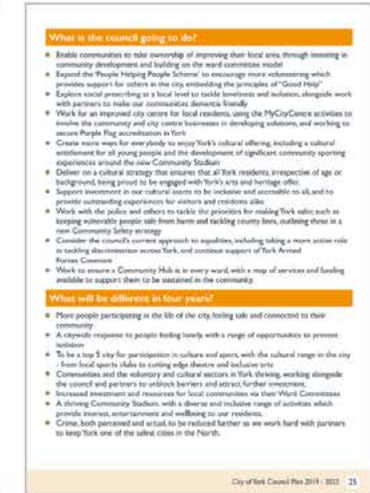 What is the council going to do?
Enable communities to take ownership of improving their local area, through investing in
community development and building on the ward committee model
Expand the 'People Helping People Scheme' to encourage more volunteering which
provides support for others in the city, embedding the principles of "Good Help"
Explore social prescribing at a local level to tackle loneliness and isolation, alongside work
with partners to make our communities dementia friendly
Work for an improved city centre for local residents, using the MyCityCentre activities to
involve the community and city centre businesses in developing solutions, and working to
secure Purple Flag accreditation in York
Create more ways for everybody to enjoy York's cultural offering, including a cultural
entitlement for all young people and the development of significant community sporting
experiences around the new Community Stadium
Deliver on a cultural strategy that ensures that all York residents, irrespective of age or
background, being proud to be engaged with York's arts and heritage offer.
Support investment in our cultural assets to be inclusive and accessible to all, and to
provide outstanding experiences for visitors and residents alike
Work with the police and others to tackle the priorities for making York safer, such as
keeping vulnerable people safe from harm and tackling county lines, outlining these in a
new Community Safety strategy
Consider the council's current approach to equalities, including taking a more active role
in tackling discrimination across York, and continue support of York Armed
Forces Covenant
Work to ensure a Community Hub is in every ward, with a map of services and funding
available to support them to be sustained in the community.
What will be different in four years?
More people participating in the life of the city, feeling safe and connected to their
community
A citywide response to people feeling lonely, with a range of opportunities to prevent
isolation
To be a top 5 city for participation in culture and sport, with the cultural range in the city
- from local sports clubs to cutting edge theatre and inclusive arts
Communities and the voluntary and cultural sectors in York thriving, working alongside
the council and partners to unblock barriers and attract further investment.
Increased investment and resources for local communities via their Ward Committees
A thriving Community Stadium, with a diverse and inclusive range of activities which
provide interest, entertainment and wellbeing to our residents.
Crime, both perceived and actual, to be reduced further as we work hard with partners
to keep York one of the safest cities in the North.
City of York Council Plan 2019 - 2023 25